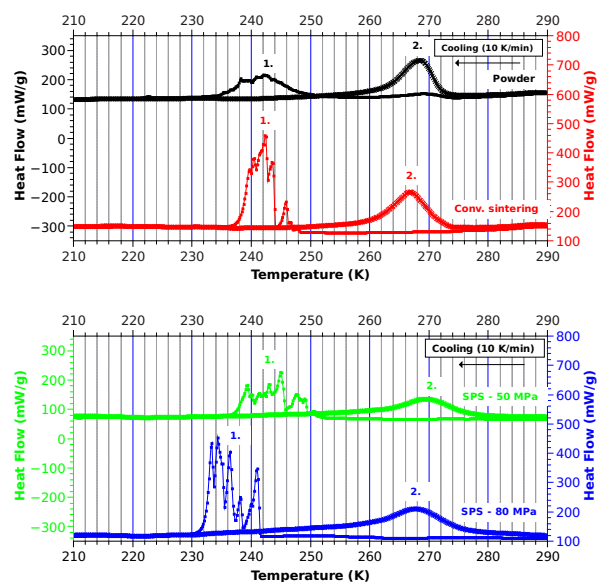 210 220 230 240 250 260 270 280 290
300
200
100
0
−100
−200
−300
Heat Flow (mW/g)
800
700
600
500
400
300
200
100
Heat Flow (mW/g)
1.
2.
Cooling (10 K/min)
Powder
1.
2.
Conv. sintering
210 220 230 240 250 260 270 280 290
Temperature (K)
210 220 230 240 250 260 270 280 290
300
200
100
0
−100
−200
−300
Heat Flow (mW/g)
800
700
600
500
400
300
200
100
Heat Flow (mW/g)
Cooling (10 K/min)
1.
2.
SPS - 50 MPa
1.
2.
SPS - 80 MPa
210 220 230 240 250 260 270 280 290
Temperature (K)